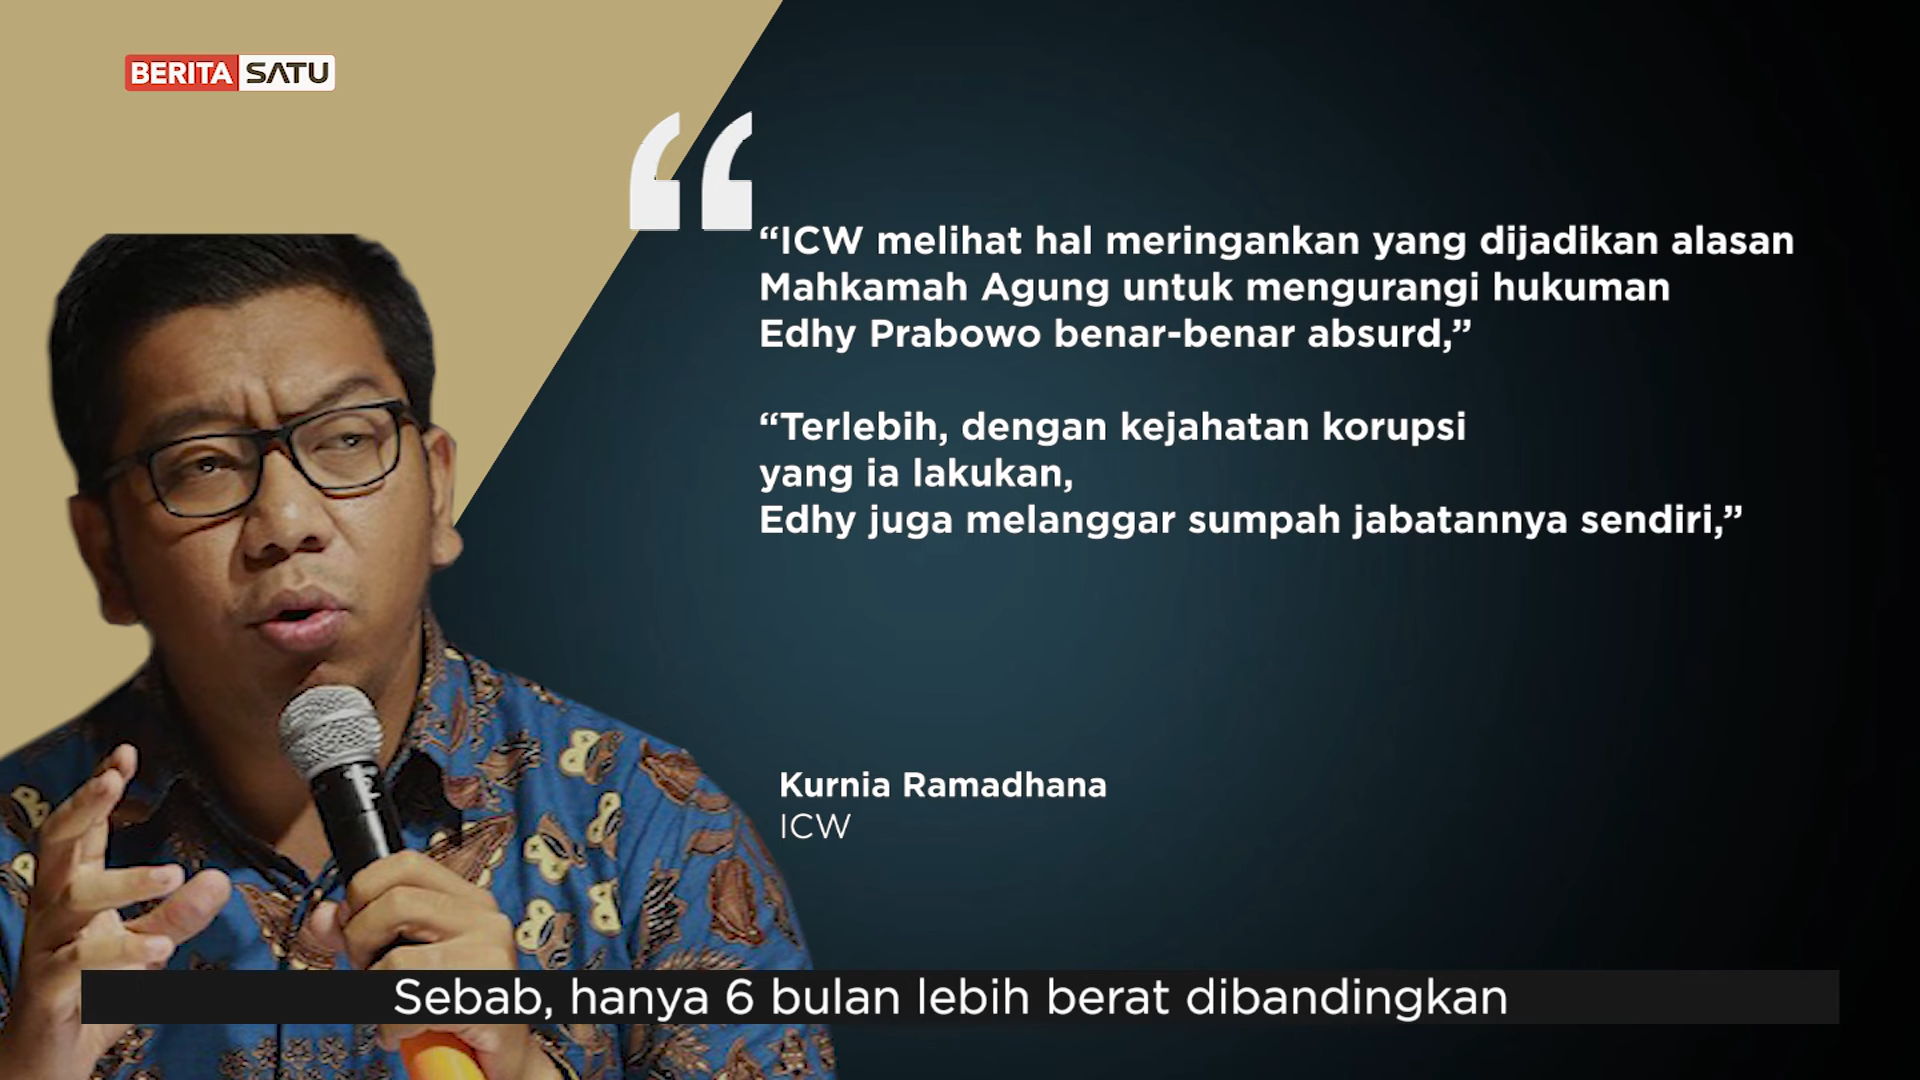 BERITA SATU
“ICW melihat hal meringankan yang dijadikan alasan
Mahkamah Agung untuk mengurangi hukuman
Edhy Prabowo benar-benar absurd,”
“Terlebih, dengan kejahatan korupsi
yang ia lakukan,
Edhy juga melanggar sumpah jabatannya sendiri,”
Kurnia Ramadhana
ICW
Sebab, hanya 6 bulan lebih berat dibandingkan